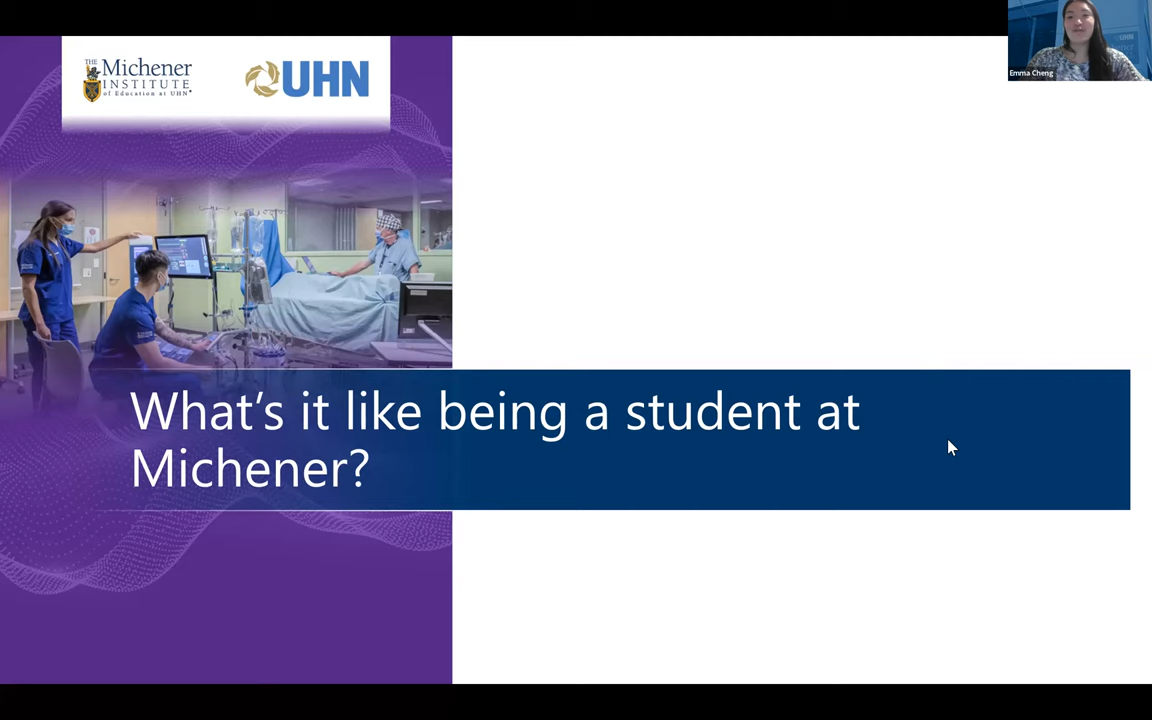 THE
Michener
INSTITUTE
of Education at UHN
UHN
Emma Cheng
What's it like being a student at
Michener?